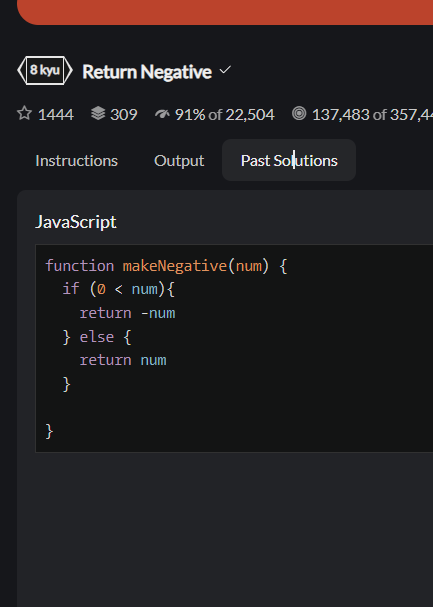 8 kyu Return Negative
1444 309 91% of 22,504 137,483 of 357,44
Instructions Output Past Solutions
JavaScript
function makeNegative(num) {
  if (0 < num){
    return -num
  } else {
    return num
  }
}